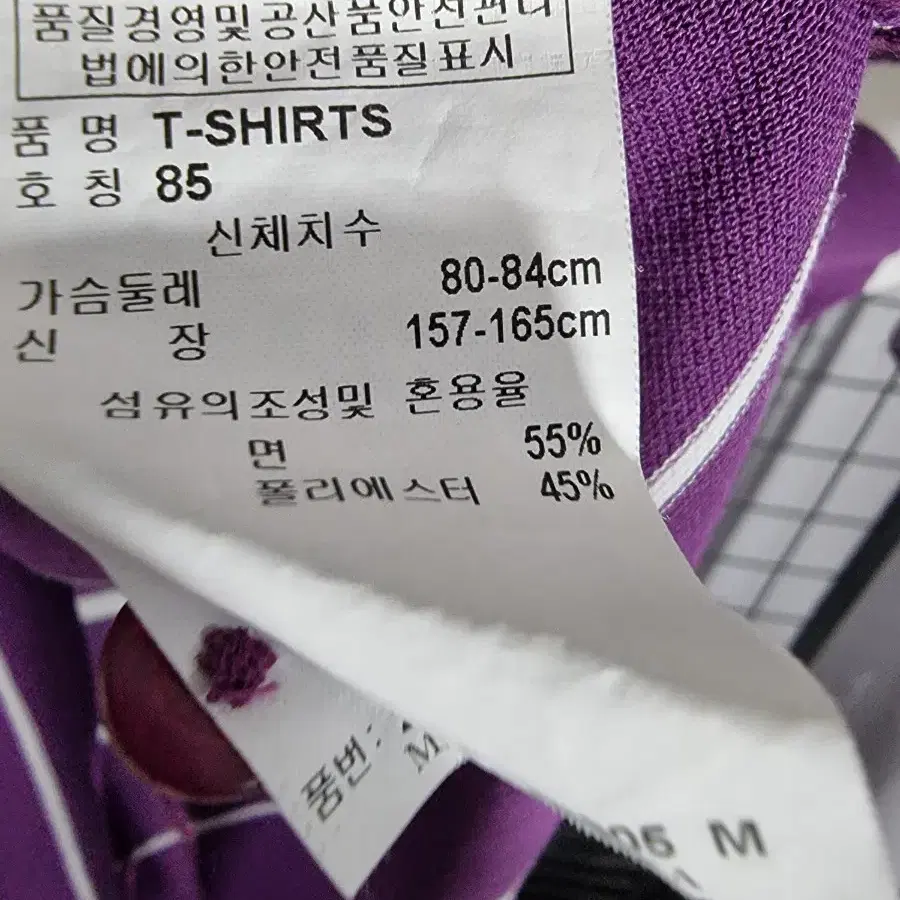 품질경영및공산품안전관리
법에의한안전품질표시
품 명 T-SHIRTS
호 칭 85
신체치수
가슴둘레 80-84cm
신 장 157-165cm
섬유의조성및 혼용율
면 55%
폴리에스터 45%
품번:
M
05 M